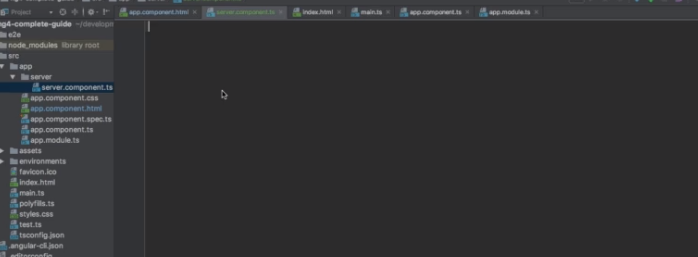 Project
app.component.html server.component.ts index.html main.ts app.component.ts app.module.ts
ng4-complete-guide ~/developm
e2e
node_modules library root
src
app
server
server.component.ts
app.component.css
app.component.html
app.component.spec.ts
app.component.ts
app.module.ts
assets
environments
favicon.ico
index.html
main.ts
polyfills.ts
styles.css
test.ts
tsconfig.json
.angular-cli.json
.editorconfig